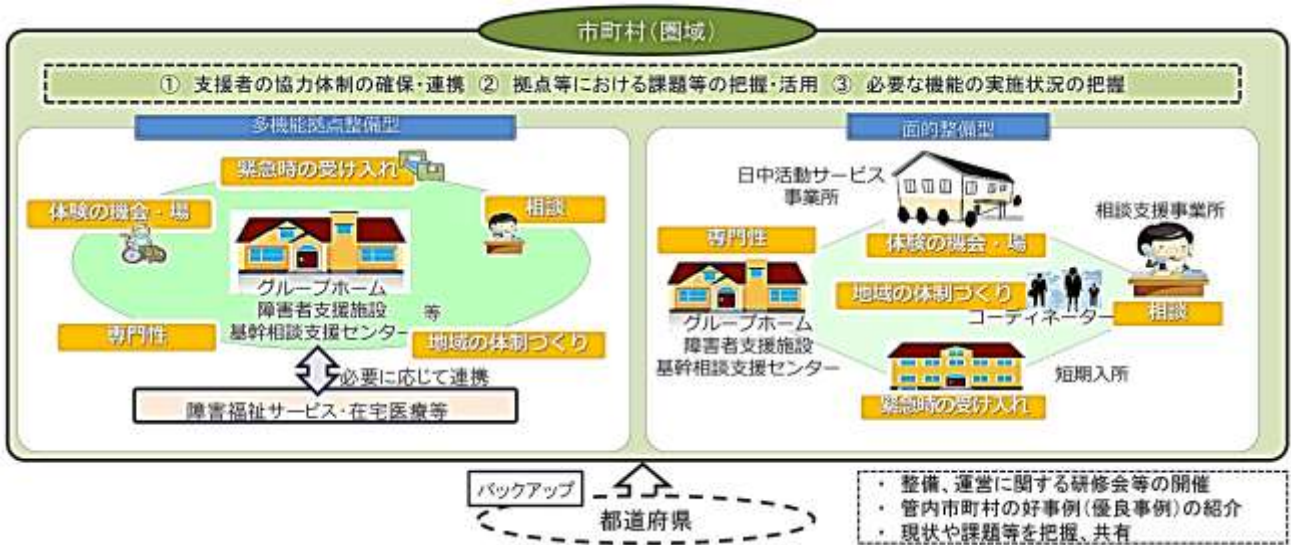 市町村(圏域)
① 支援者の協力体制の確保・連携 ② 拠点等における課題等の把握・活用 ③ 必要な機能の実施状況の把握
多機能拠点整備型
緊急時の受け入れ
体験の機会・場
相談
グループホーム
障害者支援施設 等
基幹相談支援センター
専門性
地域の体制づくり
必要に応じて連携
障害福祉サービス・在宅医療等
面的整備型
日中活動サービス
事業所
体験の機会・場
相談支援事業所
相談
専門性
グループホーム
障害者支援施設
基幹相談支援センター
地域の体制づくり
コーディネーター
短期入所
緊急時の受け入れ
バックアップ
都道府県
・ 整備、運営に関する研修会等の開催
・ 管内市町村の好事例(優良事例)の紹介
・ 現状や課題等を把握、共有